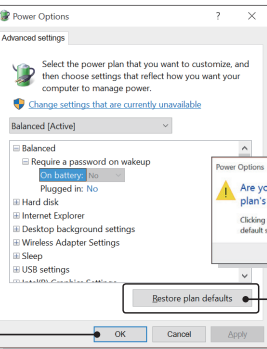 Power Options
Advanced settings
Select the power plan that you want to customize, and
then choose settings that reflect how you want your
computer to manage power.
Change settings that are currently unavailable
Balanced [Active]
Balanced
Require a password on wakeup
On battery: No
Plugged in: No
Hard disk
Internet Explorer
Desktop background settings
Wireless Adapter Settings
Sleep
USB settings
Power Options
Are yo
plan's
Clicking
default s
Restore plan defaults
OK Cancel Apply